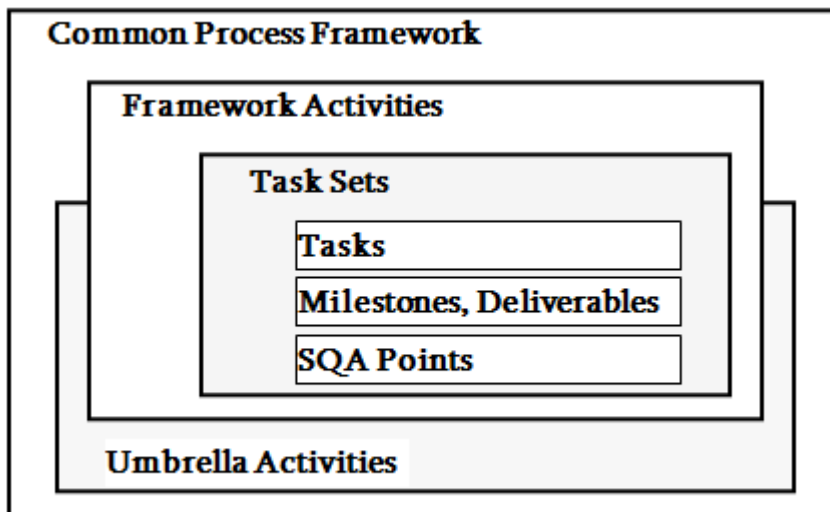 Common Process Framework
Framework Activities
Task Sets
Tasks
Milestones, Deliverables
SQA Points
Umbrella Activities